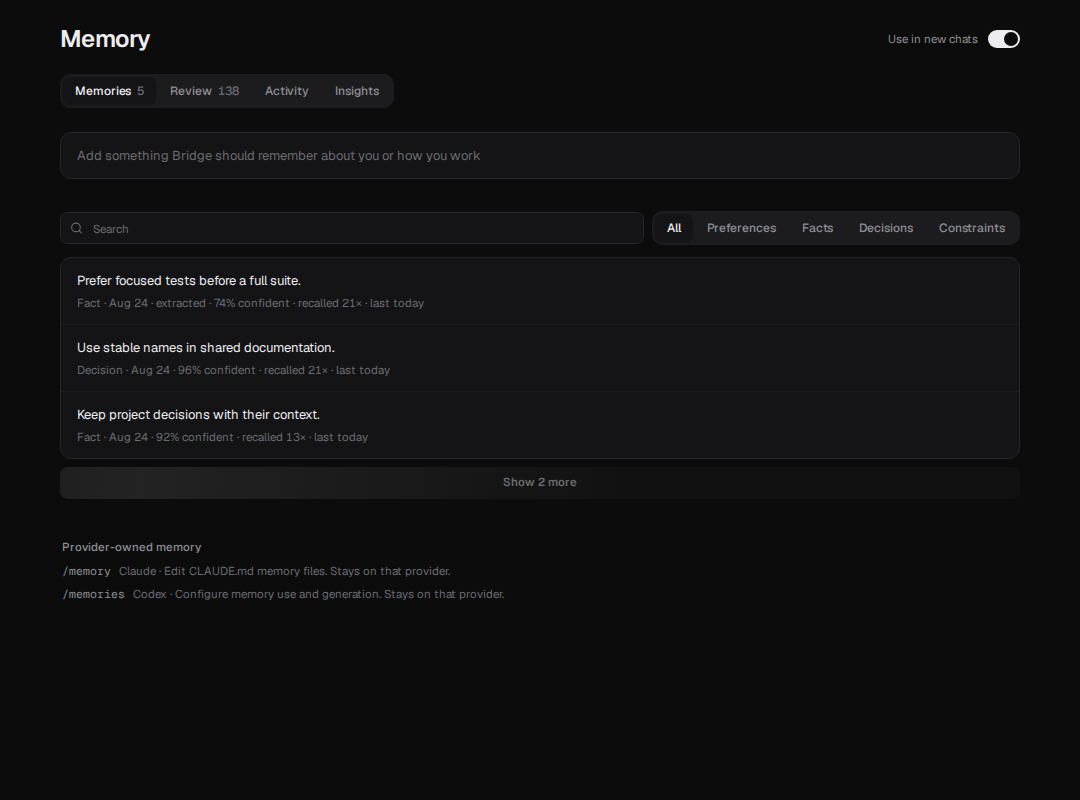 Memory
Use in new chats
Memories 5 Review 138 Activity Insights
Add something Bridge should remember about you or how you work
Search
All Preferences Facts Decisions Constraints
Prefer focused tests before a full suite.
Fact · Aug 24 · extracted · 74% confident · recalled 21× · last today
Use stable names in shared documentation.
Decision · Aug 24 · 96% confident · recalled 21× · last today
Keep project decisions with their context.
Fact · Aug 24 · 92% confident · recalled 13× · last today
Show 2 more
Provider-owned memory
/memory Claude · Edit CLAUDE.md memory files. Stays on that provider.
/memories Codex · Configure memory use and generation. Stays on that provider.